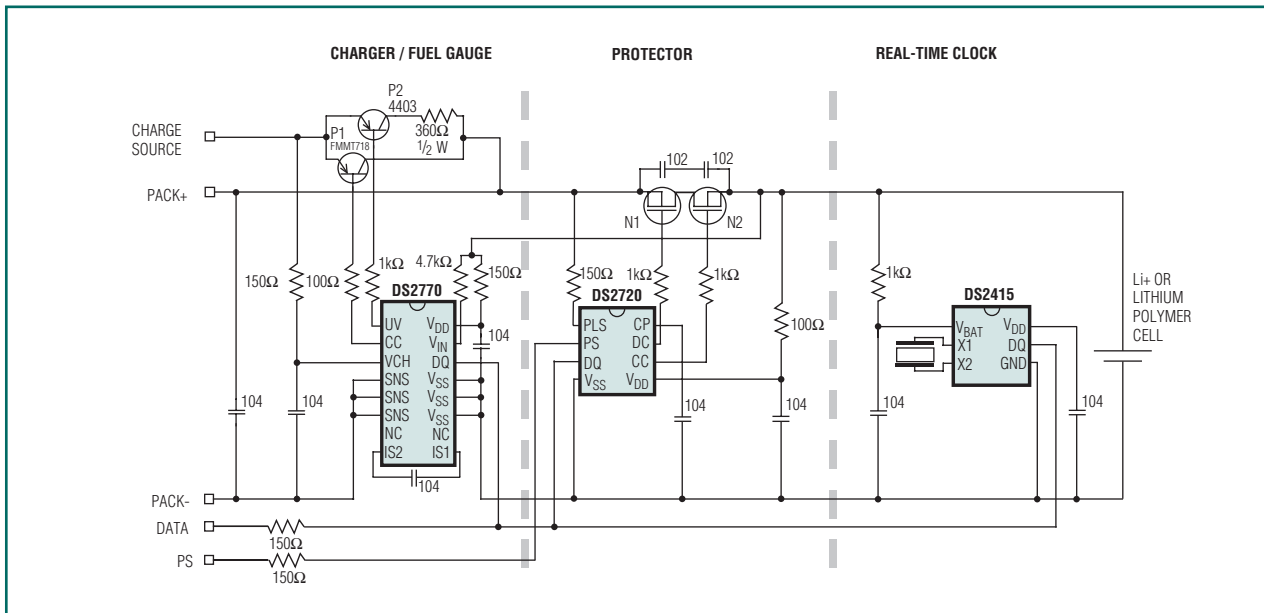 CHARGER / FUEL GAUGE
PROTECTOR
REAL-TIME CLOCK
P2
4403
CHARGE
SOURCE
P1
FMMT718
360Ω
1/2 W
102
102
PACK+
N1
N2
150Ω
100Ω
1kΩ
4.7kΩ
150Ω
DS2770
UV
CC
VCH
SNS
SNS
SNS
NC
IS2
VDD
VIN
DQ
VSS
VSS
VSS
NC
IS1
104
104
104
104
150Ω
1kΩ
1kΩ
DS2720
PLS
PS
DQ
VSS
CP
DC
CC
VDD
100Ω
104
104
1kΩ
DS2415
VBAT
X1
X2
VDD
DQ
GND
104
104
Li+ OR
LITHIUM
POLYMER
CELL
PACK-
DATA
150Ω
PS
150Ω